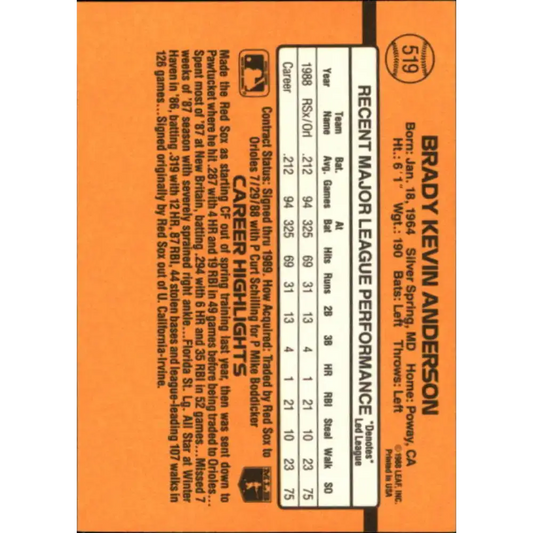 519
BRADY KEVIN ANDERSON
Born: Jan. 18, 1964 Silver Spring, MD Home: Poway, CA
Ht.: 6'1" Wgt.: 190 Bats: Left Throws: Left
© 1988 LEAF, INC.
Printed in USA
RECENT MAJOR LEAGUE PERFORMANCE
"Denotes"
Led League
Year Team Name Bat. Avg. Games At Bat Hits Runs 2B 3B HR RBI Steal Walk SO
1988 RSx/Orl .212 94 325 69 31 13 4 1 21 10 23 75
Career .212 94 325 69 31 13 4 1 21 10 23 75
Contract Status: Signed thru 1989. How Acquired: Traded by Red Sox to
Orioles 7/29/88 with P Curt Schilling for P Mike Boddicker
CAREER HIGHLIGHTS
Made the Red Sox as starting CF out of spring training last year, then was sent down to
Pawtucket where he hit .287 with 4 HR and 19 RBI in 49 games before being traded to Orioles...
Spent most of '87 at New Britain, batting .294 with 6 HR and 35 RBI in 52 games...Missed 7
weeks of '87 season with severely sprained right ankle...Florida St. Lg. All Star at Winter
Haven in '86, batting .319 with 12 HR, 87 RBI, 44 stolen bases and league-leading 107 walks in
126 games...Signed originally by Red Sox out of U. California-Irvine.